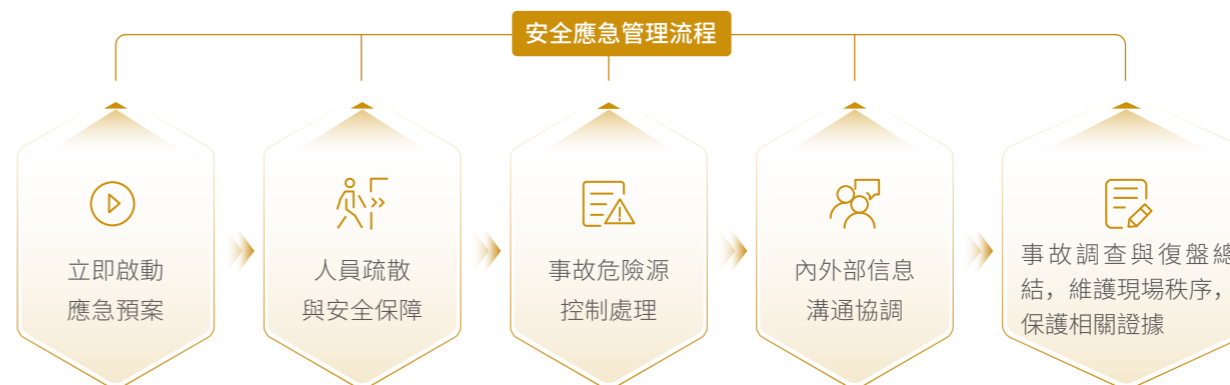 安全應急管理流程
立即啟動
應急預案
人員疏散
與安全保障
事故危險源
控制處理
內外部信息
溝通協調
事故調查與復盤總
結，維護現場秩序，
保護相關證據